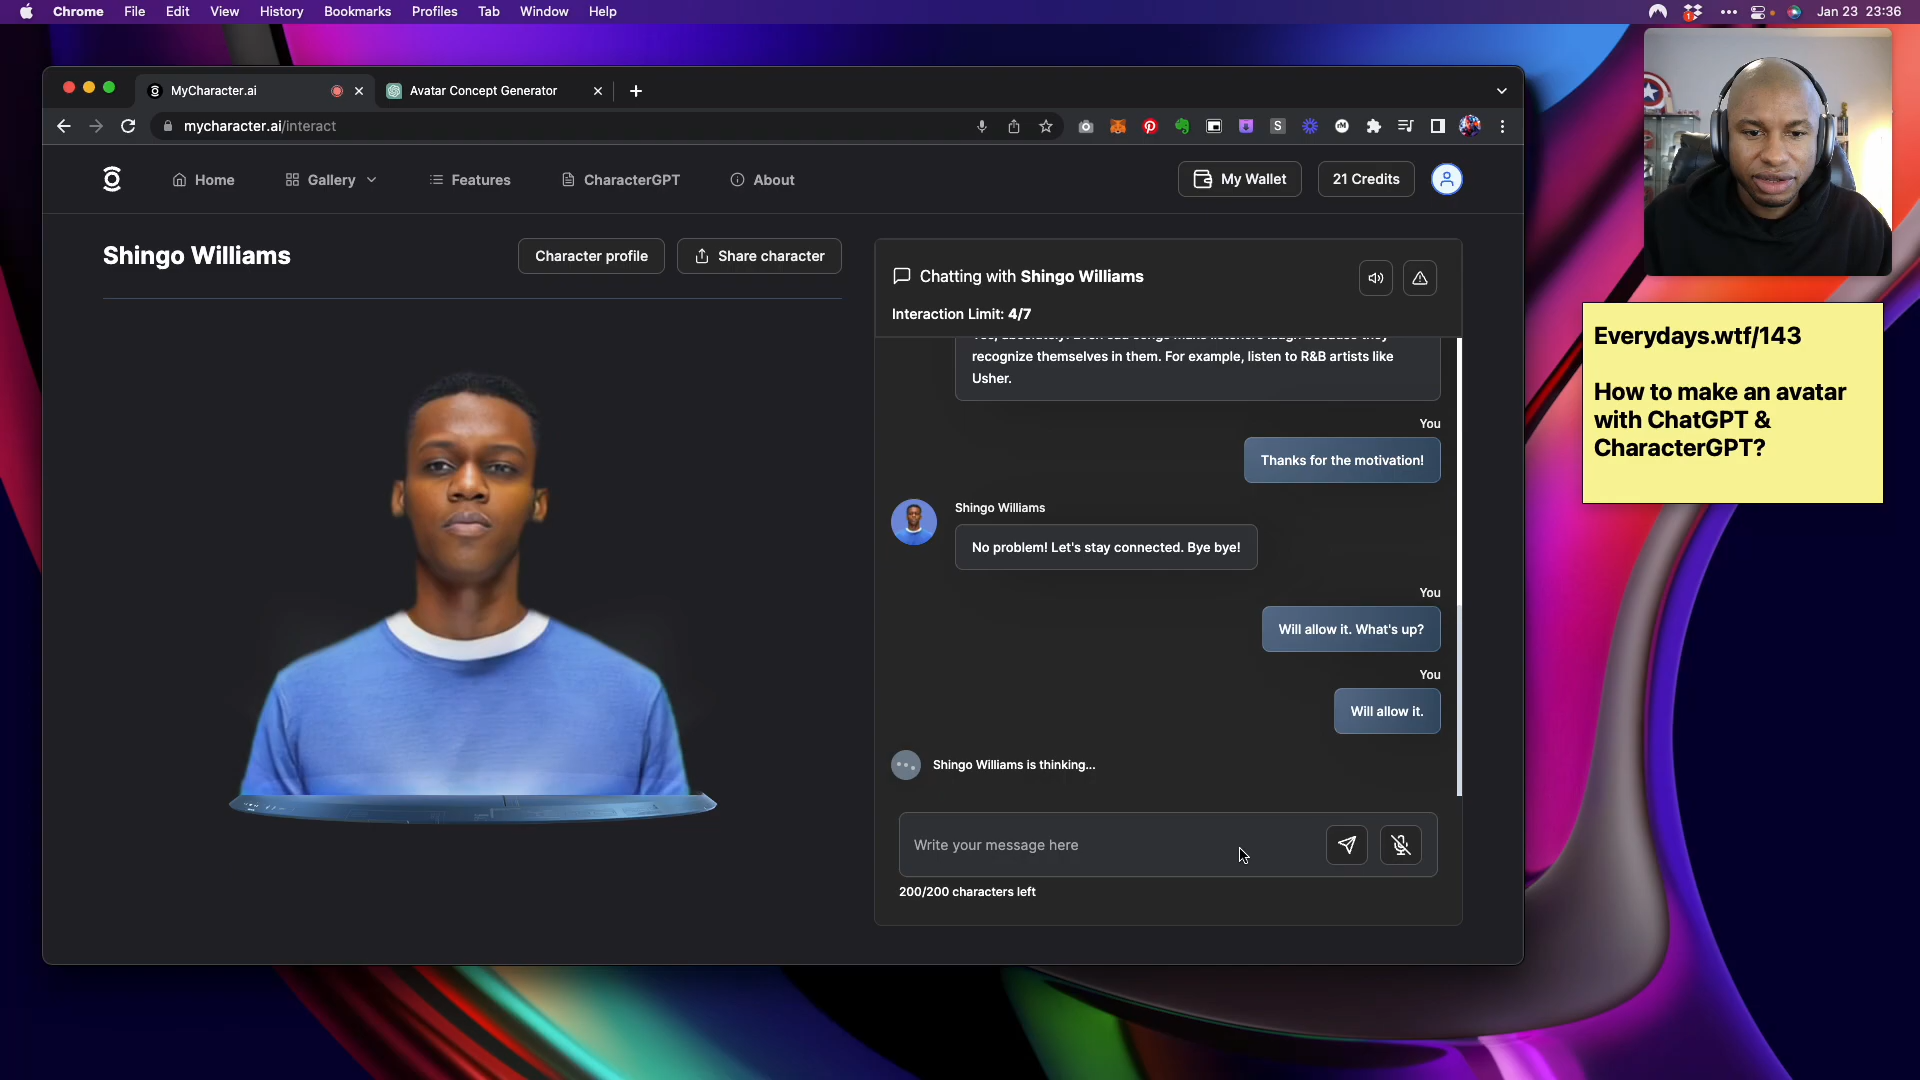 Chrome File Edit View History Bookmarks Profiles Tab Window Help
Jan 23 23:36
MyCharacter.ai
Avatar Concept Generator
mycharacter.ai/interact
Home
Gallery
Features
CharacterGPT
About
My Wallet
21 Credits
Shingo Williams
Character profile
Share character
Chatting with Shingo Williams
Interaction Limit: 4/7
recognize themselves in them. For example, listen to R&B artists like
Usher.
You
Thanks for the motivation!
Shingo Williams
No problem! Let's stay connected. Bye bye!
You
Will allow it. What's up?
You
Will allow it.
Shingo Williams is thinking...
Write your message here
200/200 characters left
Everydays.wtf/143
How to make an avatar
with ChatGPT &
CharacterGPT?